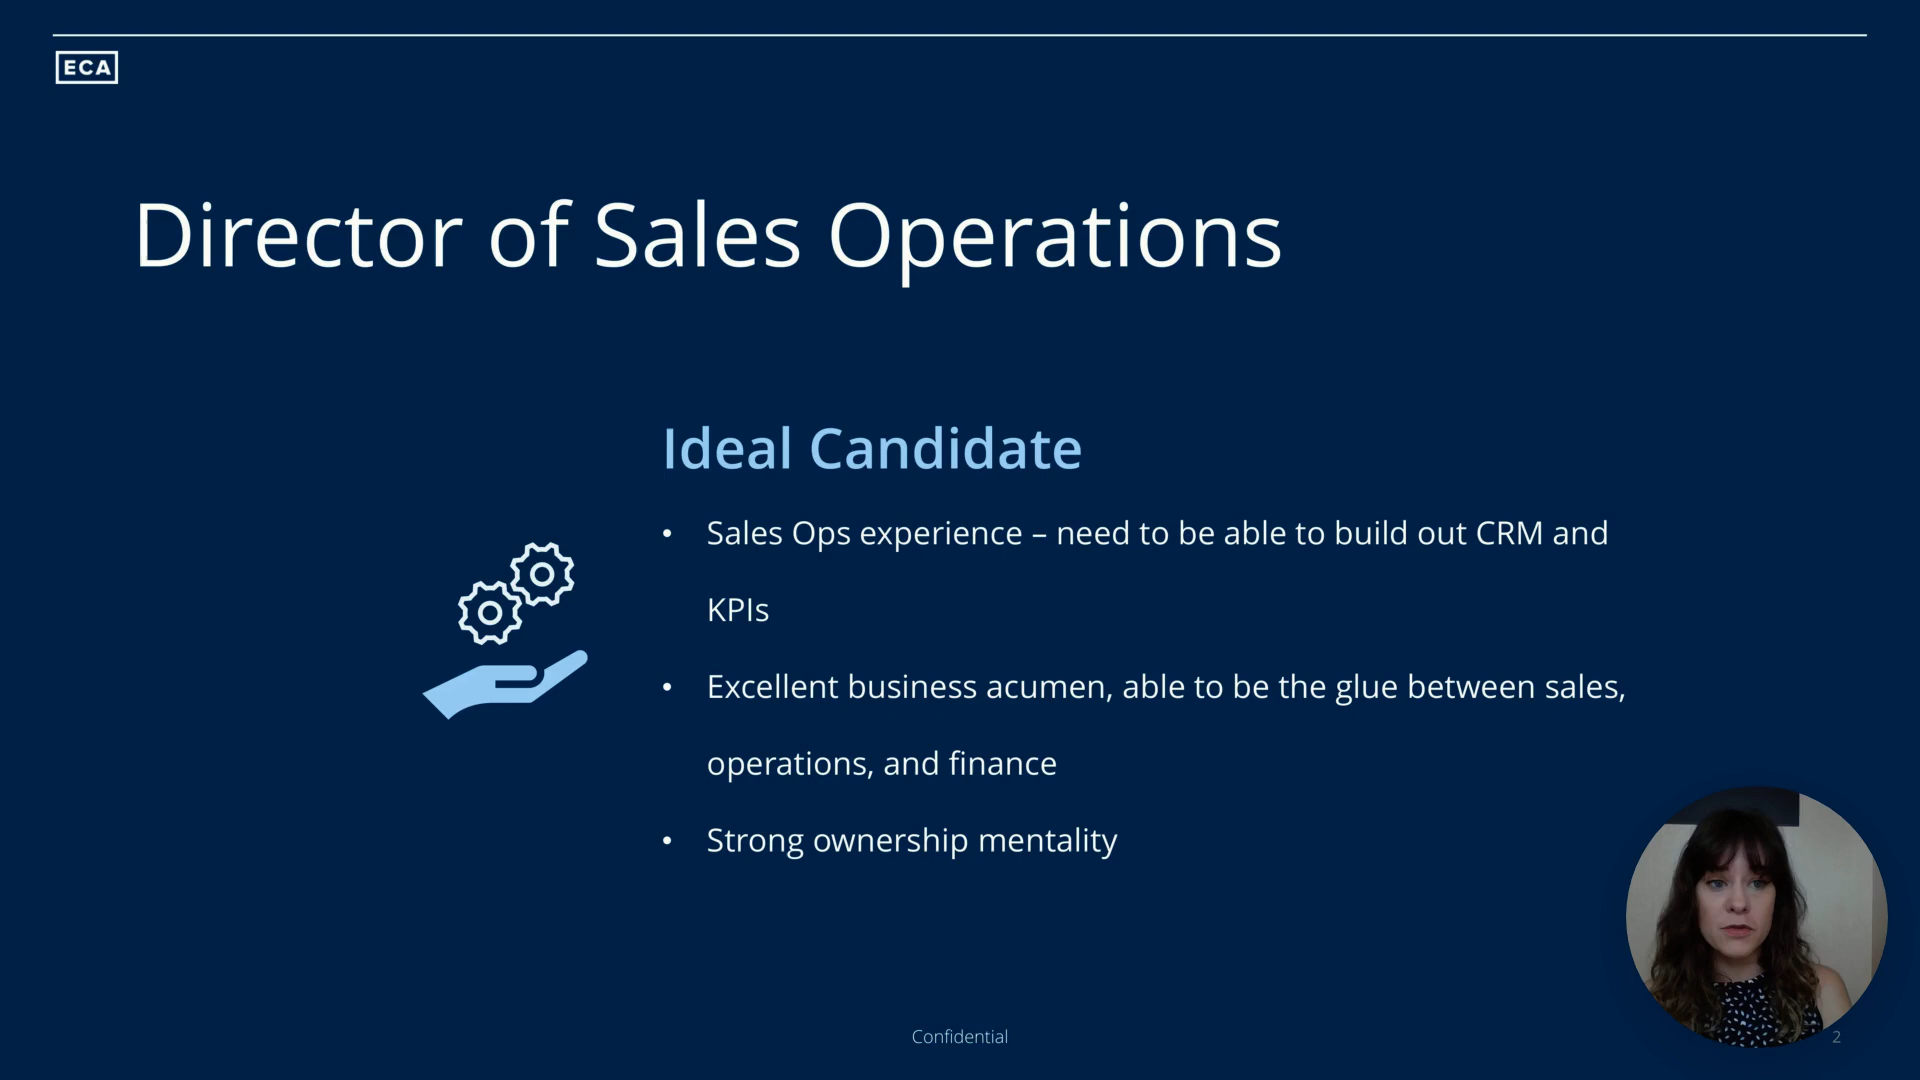 ECA
Director of Sales Operations
Ideal Candidate
• Sales Ops experience – need to be able to build out CRM and
KPIs
• Excellent business acumen, able to be the glue between sales,
operations, and finance
• Strong ownership mentality
Confidential
2